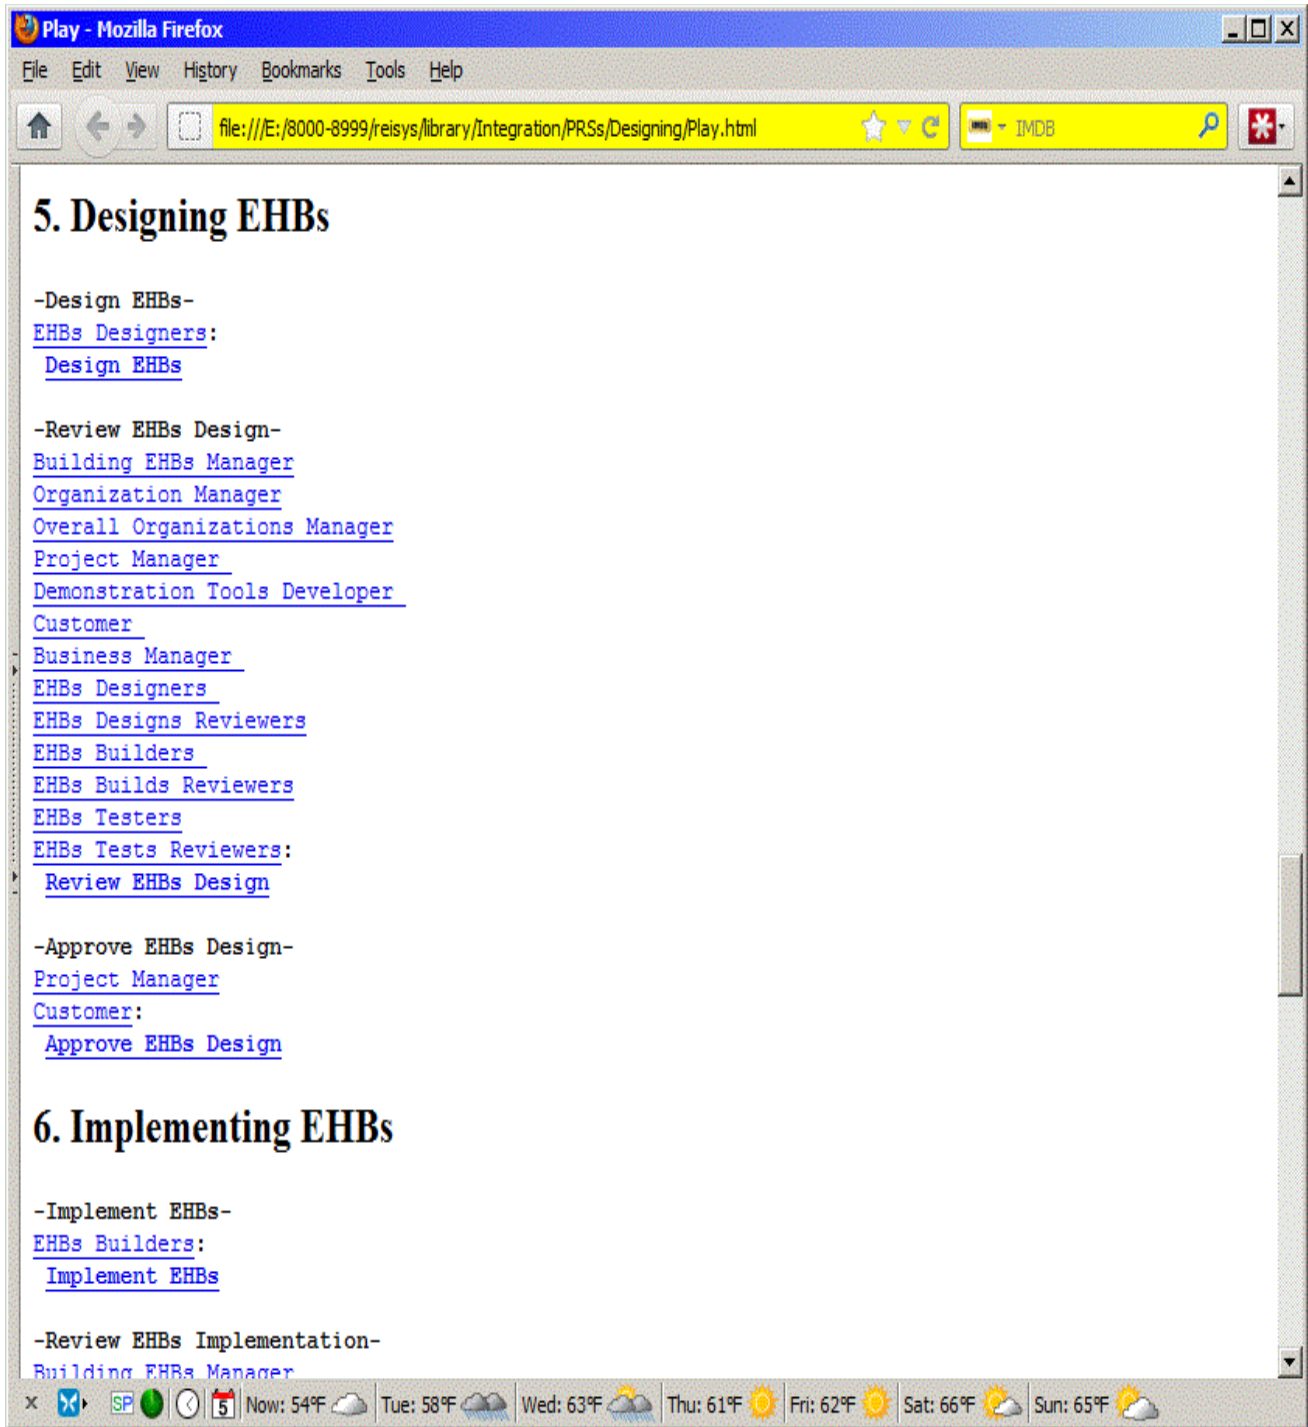 Play - Mozilla Firefox
File Edit View History Bookmarks Tools Help
file:///E:/8000-8999/reisys/library/Integration/PRSs/Designing/Play.html IMDB
5. Designing EHBs
-Design EHBs-
EHBs Designers:
Design EHBs
-Review EHBs Design-
Building EHBs Manager
Organization Manager
Overall Organizations Manager
Project Manager
Demonstration Tools Developer
Customer
Business Manager
EHBs Designers
EHBs Designs Reviewers
EHBs Builders
EHBs Builds Reviewers
EHBs Testers
EHBs Tests Reviewers:
Review EHBs Design
-Approve EHBs Design-
Project Manager
Customer:
Approve EHBs Design
6. Implementing EHBs
-Implement EHBs-
EHBs Builders:
Implement EHBs
-Review EHBs Implementation-
Building EHBs Manager
SP 5 Now: 54°F Tue: 58°F Wed: 63°F Thu: 61°F Fri: 62°F Sat: 66°F Sun: 65°F